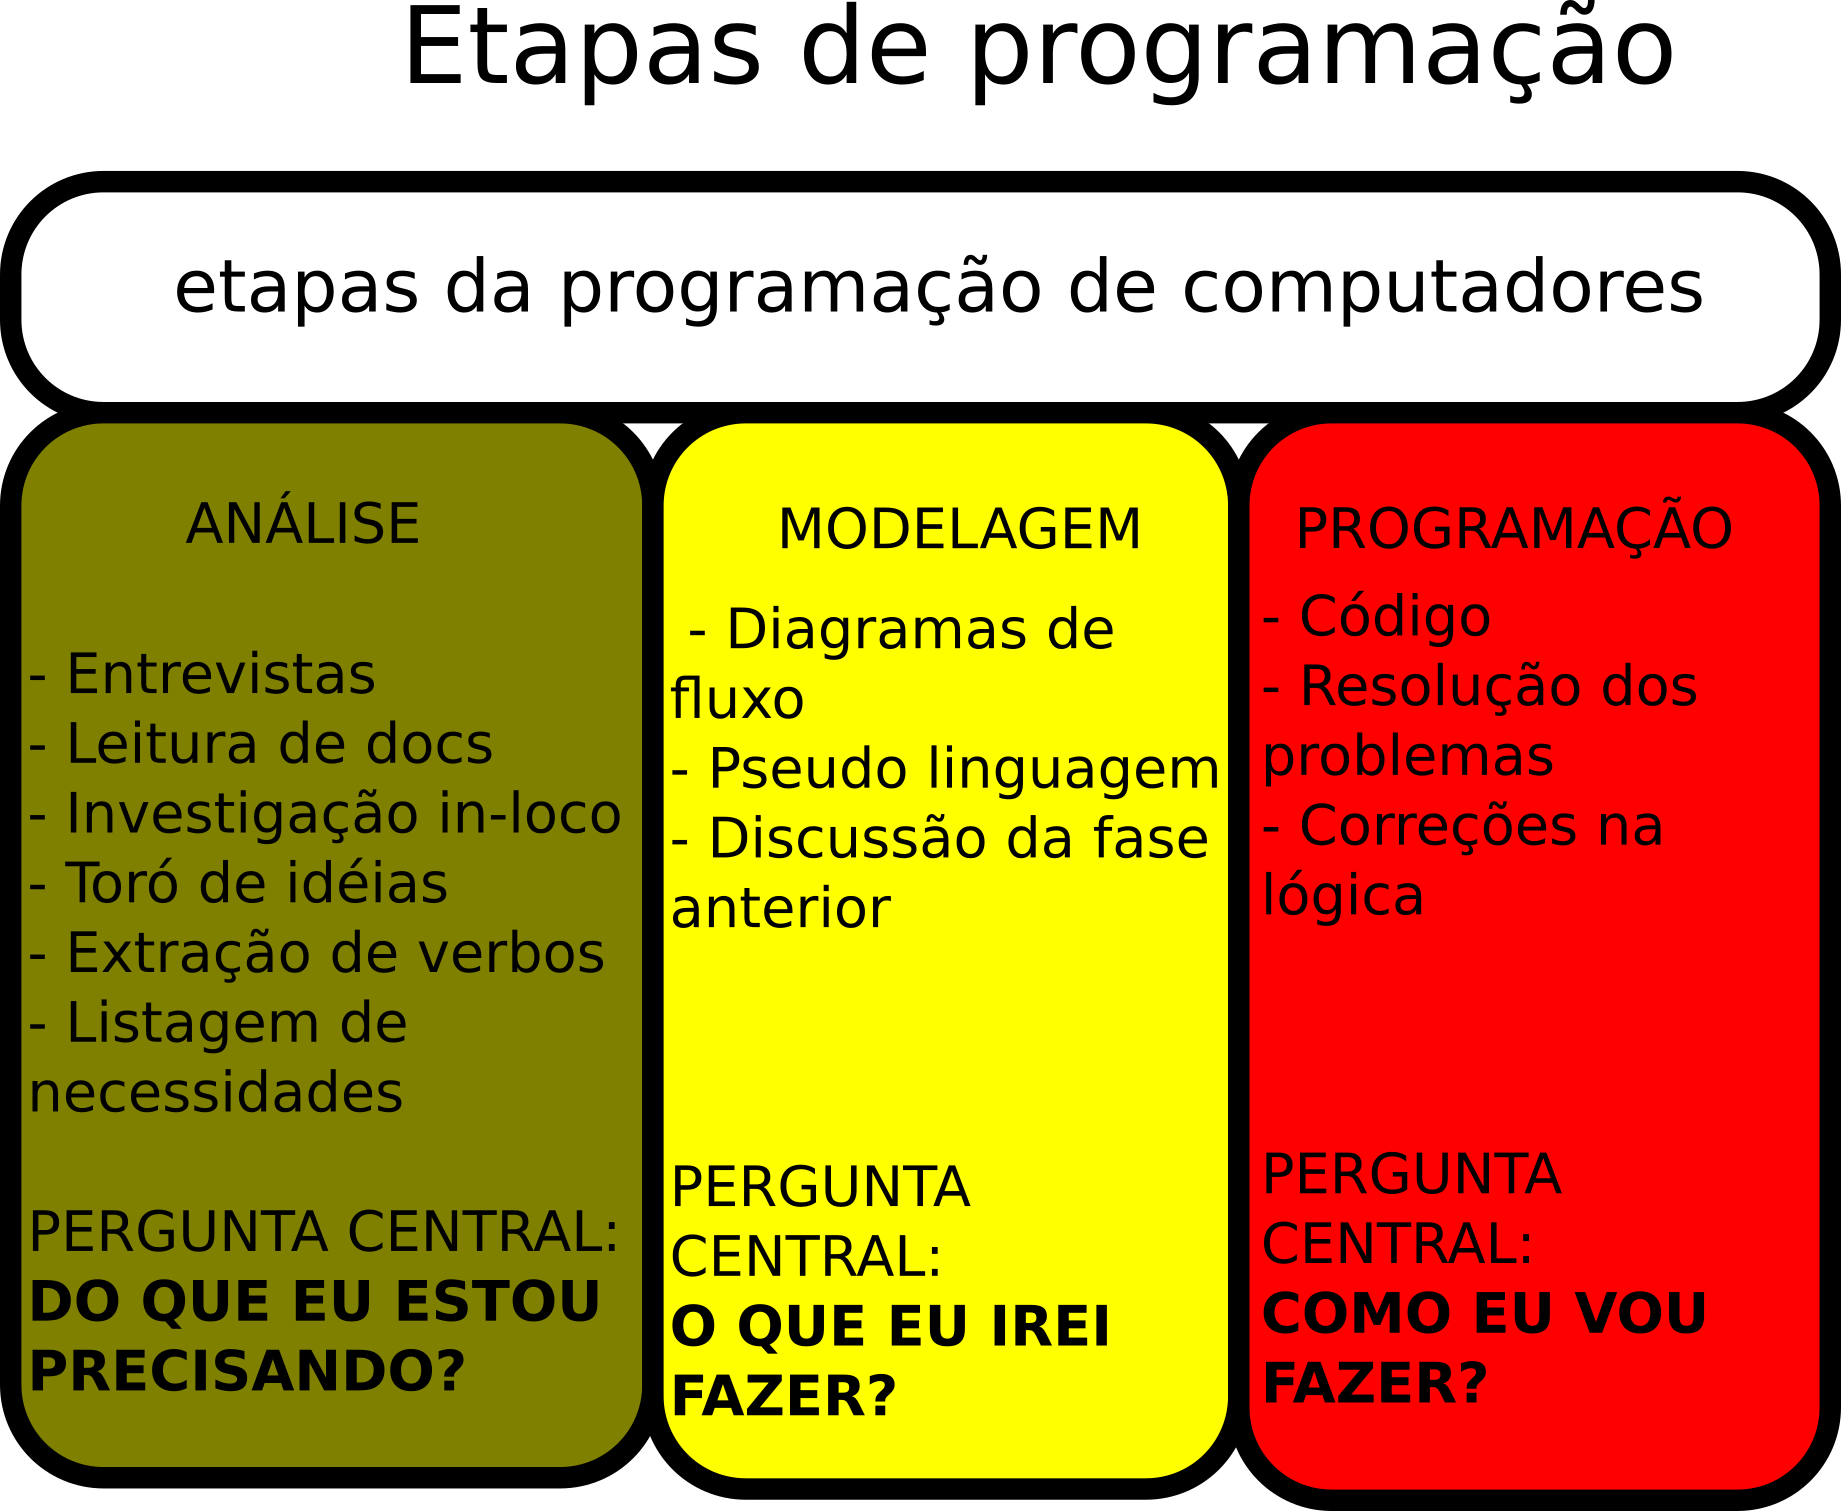 Etapas de programação
etapas da programação de computadores
ANÁLISE
- Entrevistas
- Leitura de docs
- Investigação in-loco
- Toró de idéias
- Extração de verbos
- Listagem de
necessidades
PERGUNTA CENTRAL:
DO QUE EU ESTOU
PRECISANDO?
MODELAGEM
- Diagramas de
fluxo
- Pseudo linguagem
- Discussão da fase
anterior
PERGUNTA
CENTRAL:
O QUE EU IREI
FAZER?
PROGRAMAÇÃO
- Código
- Resolução dos
problemas
- Correções na
lógica
PERGUNTA
CENTRAL:
COMO EU VOU
FAZER?